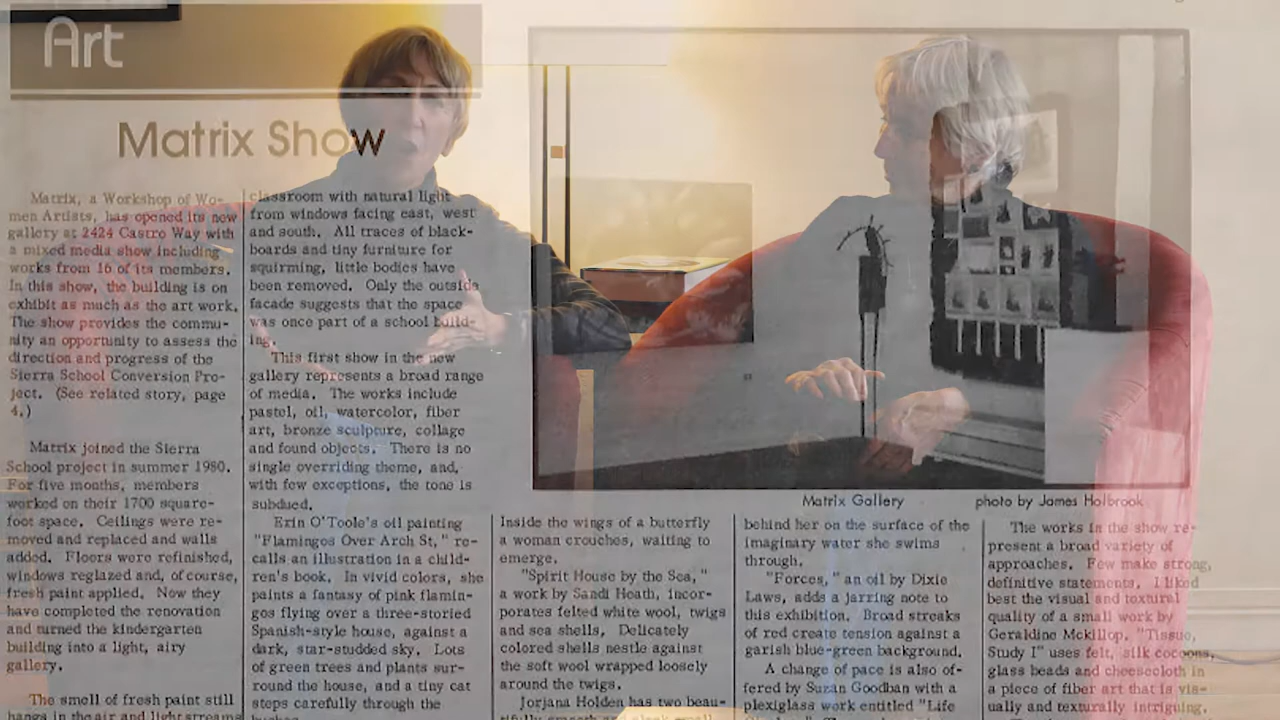 Art
Matrix Show
Matrix, a Workshop of Wo-
men Artists, has opened its new
gallery at 2424 Castro Way with
a mixed media show including
works from 16 of its members.
In this show, the building is on
exhibit as much as the art work.
The show provides the commu-
nity an opportunity to assess the
direction and progress of the
Sierra School Conversion Pro-
ject. (See related story, page
4.)
Matrix joined the Sierra
School project in summer 1980.
For five months, members
worked on their 1700 square-
foot space. Ceilings were re-
moved and replaced and walls
added. Floors were refinished,
windows reglazed and, of course,
fresh paint applied. Now they
have completed the renovation
and turned the kindergarten
building into a light, airy
gallery.
The smell of fresh paint still
hangs in the air and light streams
classroom with natural light
from windows facing east, west
and south. All traces of black-
boards and tiny furniture for
squirming, little bodies have
been removed. Only the outside
facade suggests that the space
was once part of a school build-
ing.
This first show in the new
gallery represents a broad range
of media. The works include
pastel, oil, watercolor, fiber
art, bronze sculpture, collage
and found objects. There is no
single overriding theme, and,
with few exceptions, the tone is
subdued.
Erin O'Toole's oil painting
"Flamingos Over Arch St," re-
calls an illustration in a child-
ren's book. In vivid colors, she
paints a fantasy of pink flamin-
gos flying over a three-storied
Spanish-style house, against a
dark, star-studded sky. Lots
of green trees and plants sur-
round the house, and a tiny cat
steps carefully through the
Matrix Gallery
photo by James Holbrook
Inside the wings of a butterfly
a woman crouches, waiting to
emerge.
"Spirit House by the Sea,"
a work by Sandi Heath, incor-
porates felted white wool, twigs
and sea shells. Delicately
colored shells nestle against
the soft wool wrapped loosely
around the twigs.
Jorjana Holden has two beau-
behind her on the surface of the
imaginary water she swims
through.
"Forces," an oil by Dixie
Laws, adds a jarring note to
this exhibition. Broad streaks
of red create tension against a
garish blue-green background.
A change of pace is also of-
fered by Suzan Goodban with a
plexiglass work entitled "Life
The works in the show re-
present a broad variety of
approaches. Few make strong,
definitive statements. I liked
best the visual and textural
quality of a small work by
Geraldine Mckillop. "Tissue,
Study I" uses felt, silk cocoons,
glass beads and cheesecloth in
a piece of fiber art that is vis-
ually and texturally intriguing.